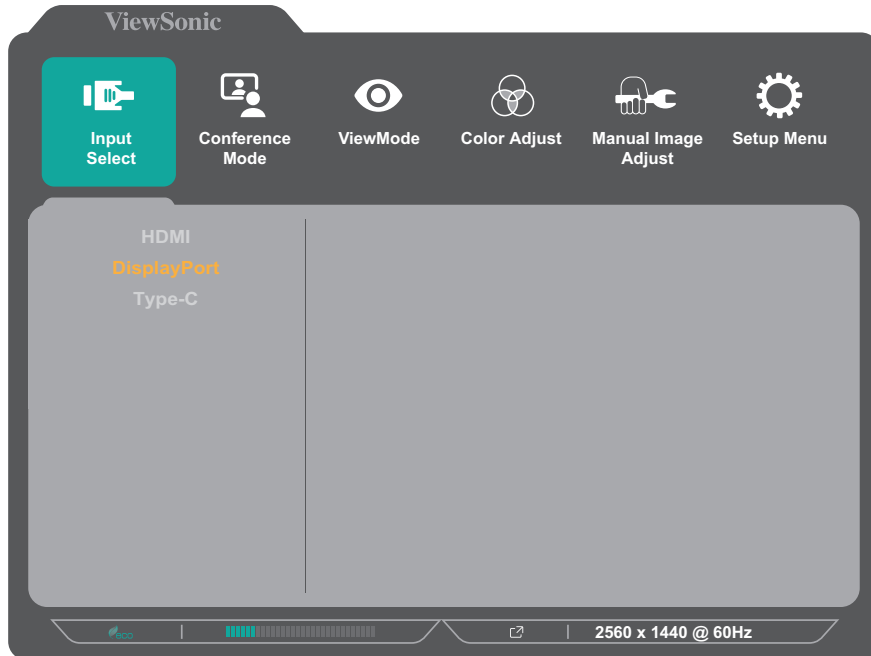 ViewSonic
Input
Select
Conference
Mode
ViewMode
Color Adjust
Manual Image
Adjust
Setup Menu
HDMI
DisplayPort
Type-C
eco
2560 x 1440 @ 60Hz